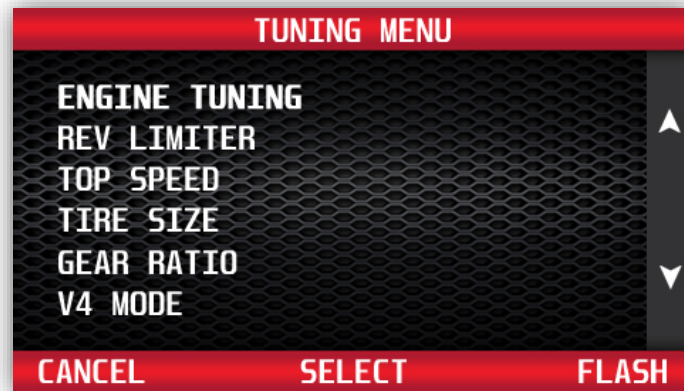 TUNING MENU
ENGINE TUNING
REV LIMITER
TOP SPEED
TIRE SIZE
GEAR RATIO
V4 MODE
CANCEL SELECT FLASH